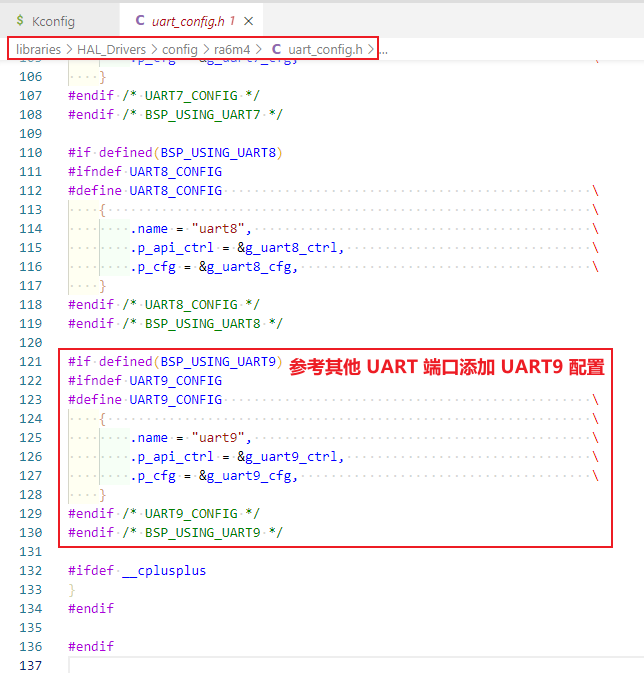 $ Kconfig C uart_config.h 1 ×
libraries > HAL_Drivers > config > ra6m4 > C uart_config.h > ...
106 }
107 #endif /* UART7_CONFIG */
108 #endif /* BSP_USING_UART7 */
109
110 #if defined(BSP_USING_UART8)
111 #ifndef UART8_CONFIG
112 #define UART8_CONFIG \
113 { \
114 .name = "uart8", \
115 .p_api_ctrl = &g_uart8_ctrl, \
116 .p_cfg = &g_uart8_cfg, \
117 }
118 #endif /* UART8_CONFIG */
119 #endif /* BSP_USING_UART8 */
120
121 #if defined(BSP_USING_UART9) 参考其他 UART 端口添加 UART9 配置
122 #ifndef UART9_CONFIG
123 #define UART9_CONFIG \
124 { \
125 .name = "uart9", \
126 .p_api_ctrl = &g_uart9_ctrl, \
127 .p_cfg = &g_uart9_cfg, \
128 }
129 #endif /* UART9_CONFIG */
130 #endif /* BSP_USING_UART9 */
131
132 #ifdef __cplusplus
133 }
134 #endif
135
136 #endif
137